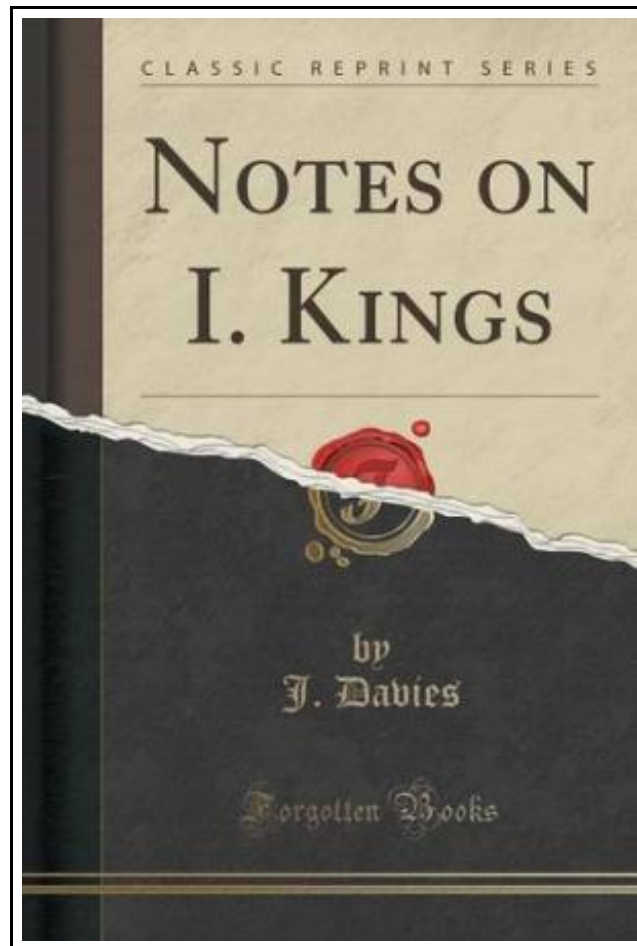 CLASSIC REPRINT SERIES
NOTES ON
I. KINGS
by
J. Davies
Forgotten Books